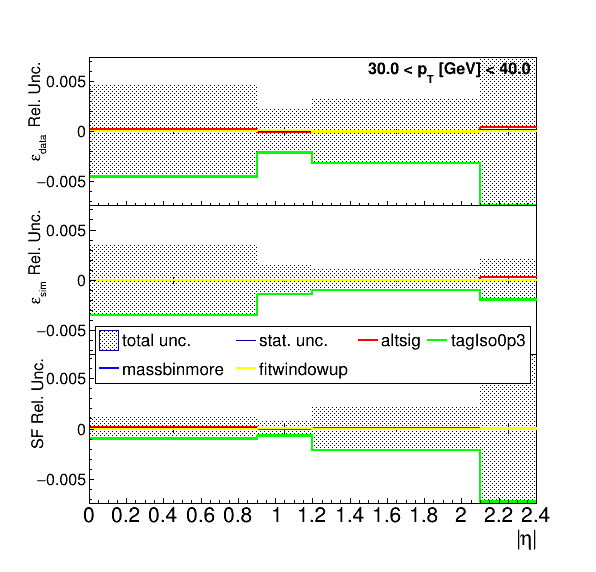 30.0 < p_T [GeV] < 40.0
ε_data Rel. Unc.
0.005
0
−0.005
ε_sim Rel. Unc.
0.005
0
−0.005
total unc. stat. unc. altsig tagIso0p3
massbinmore fitwindowup
SF Rel. Unc.
0.005
0
−0.005
0 0.2 0.4 0.6 0.8 1 1.2 1.4 1.6 1.8 2 2.2 2.4
|η|